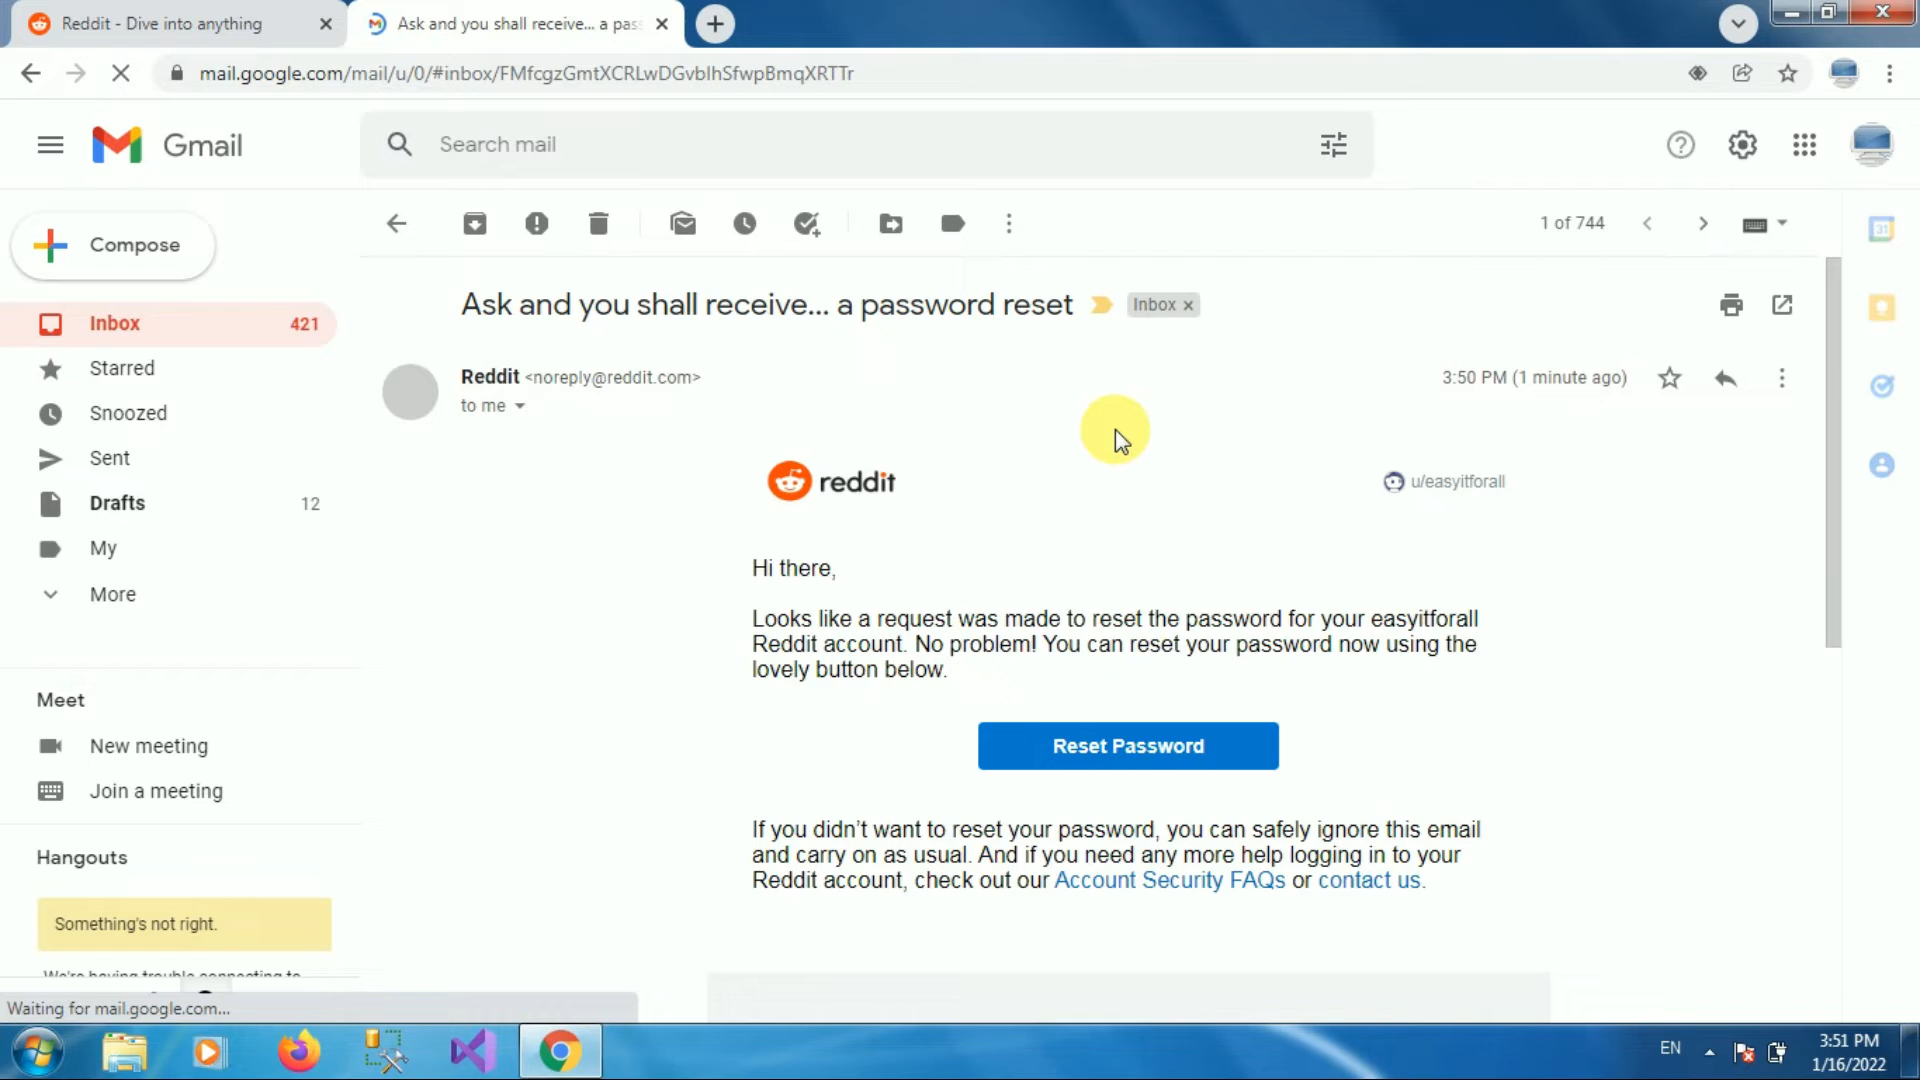 Reddit - Dive into anything
Ask and you shall receive... a pas
mail.google.com/mail/u/0/#inbox/FMfcgzGmtXCRLwDGvblhSfwpBmqXRTTr
Gmail
Search mail
Compose
1 of 744
Ask and you shall receive... a password reset
Inbox ×
Inbox 421
Reddit <noreply@reddit.com>
3:50 PM (1 minute ago)
to me
Starred
Snoozed
Sent
Drafts 12
My
More
reddit
u/easyitforall
Hi there,
Looks like a request was made to reset the password for your easyitforall
Reddit account. No problem! You can reset your password now using the
lovely button below.
Reset Password
If you didn’t want to reset your password, you can safely ignore this email
and carry on as usual. And if you need any more help logging in to your
Reddit account, check out our Account Security FAQs or contact us.
Meet
New meeting
Join a meeting
Hangouts
Something's not right.
We're having trouble connecting to
Waiting for mail.google.com...
31
EN
3:51 PM
1/16/2022